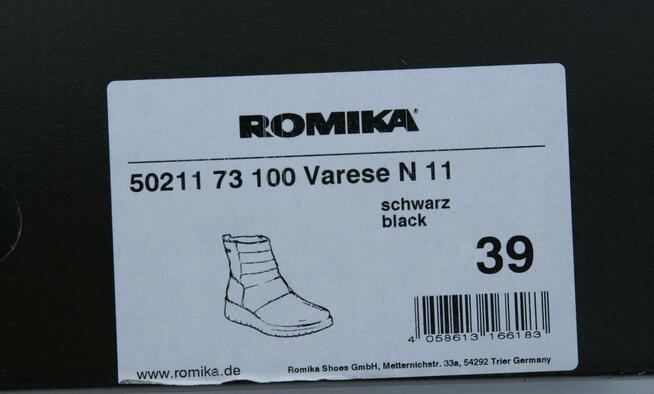 ROMIKA®
50211 73 100 Varese N 11
schwarz
black
39
4 058613 166183
www.romika.de
Romika Shoes GmbH, Metternichstr. 33a, 54292 Trier Germany